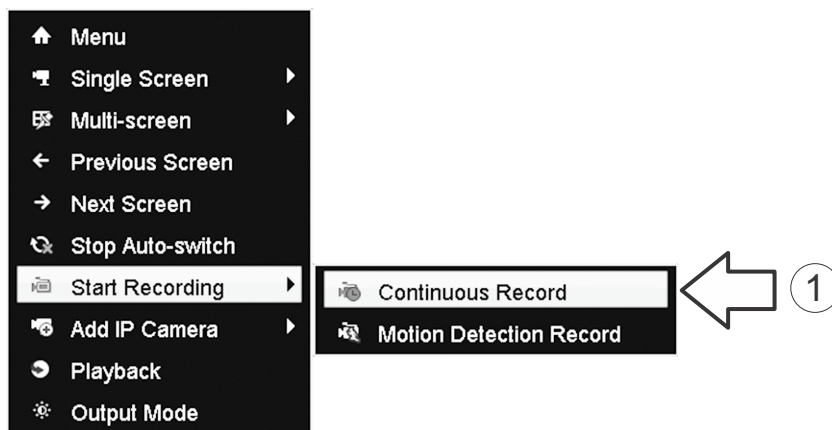 Menu
Single Screen
Multi-screen
Previous Screen
Next Screen
Stop Auto-switch
Start Recording
Continuous Record
1
Add IP Camera
Motion Detection Record
Playback
Output Mode